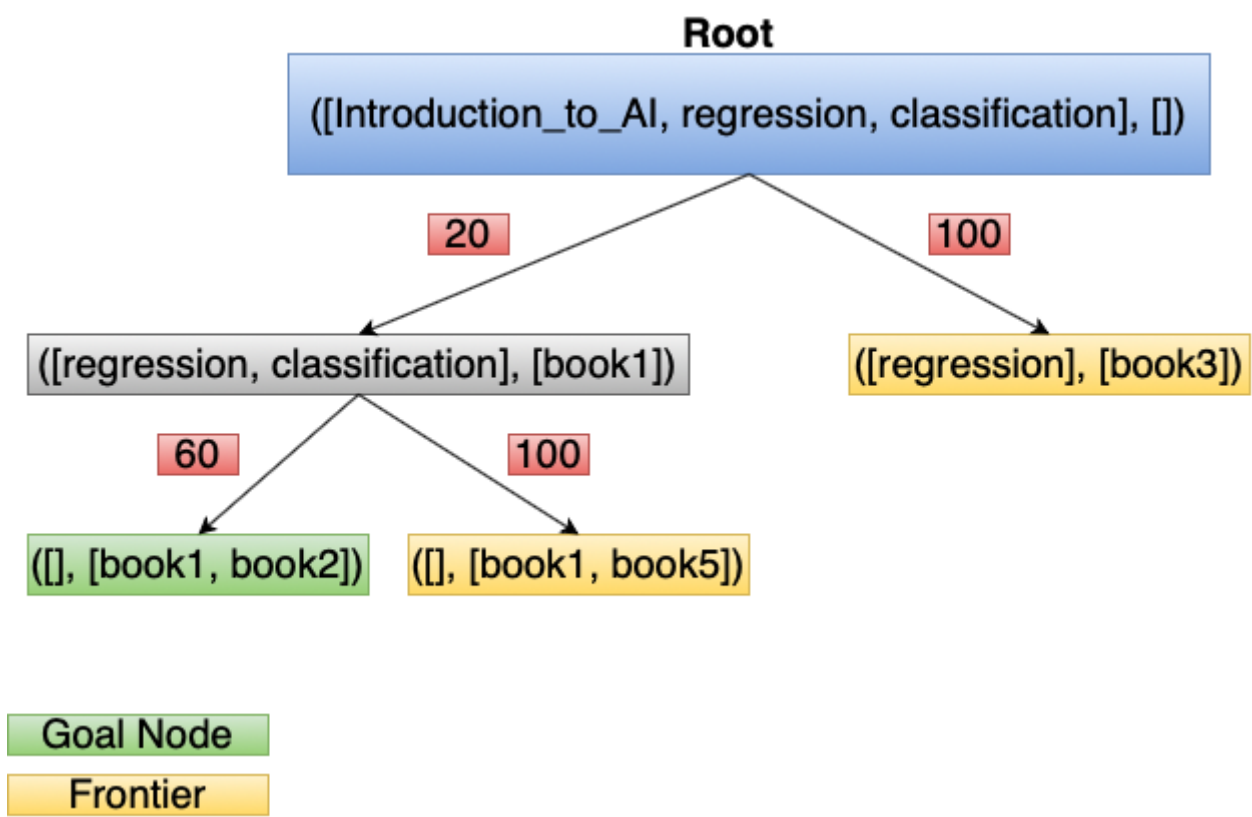 Root
([Introduction_to_AI, regression, classification], [])
20
100
([regression, classification], [book1])
([regression], [book3])
60
100
([], [book1, book2])
([], [book1, book5])
Goal Node
Frontier